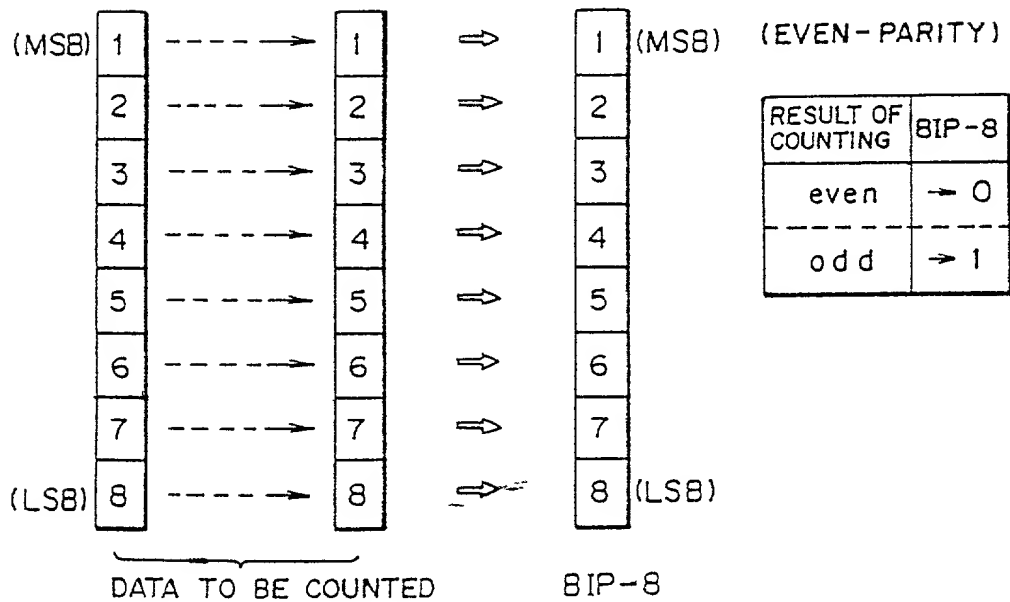 (MSB) 1 1 1 (MSB) (EVEN-PARITY)
2 2 2
3 3 3
4 4 4
5 5 5
6 6 6
7 7 7
(LSB) 8 8 8 (LSB)
DATA TO BE COUNTED BIP-8
RESULT OF
COUNTING BIP-8
even → 0
odd → 1